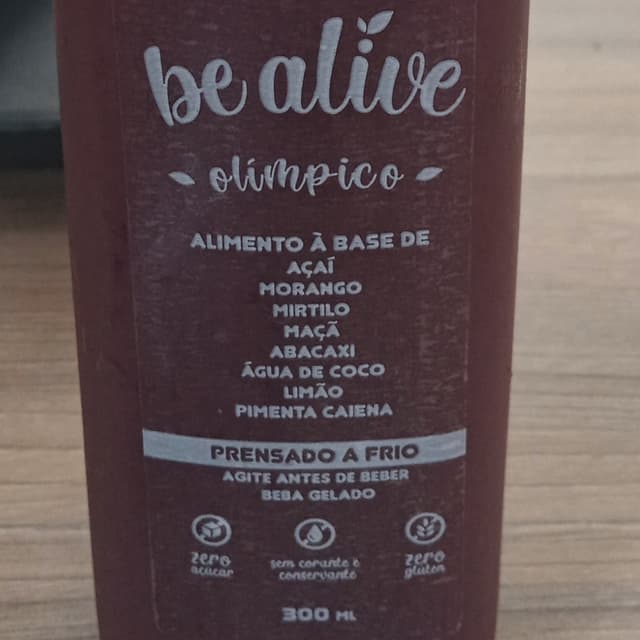 be alive
olímpico
ALIMENTO À BASE DE
AÇAÍ
MORANGO
MIRTILO
MAÇÃ
ABACAXI
ÁGUA DE COCO
LIMÃO
PIMENTA CAIENA
PRENSADO A FRIO
AGITE ANTES DE BEBER
BEBA GELADO
zero
açúcar
sem corante e
conservante
zero
glúten
300 ML